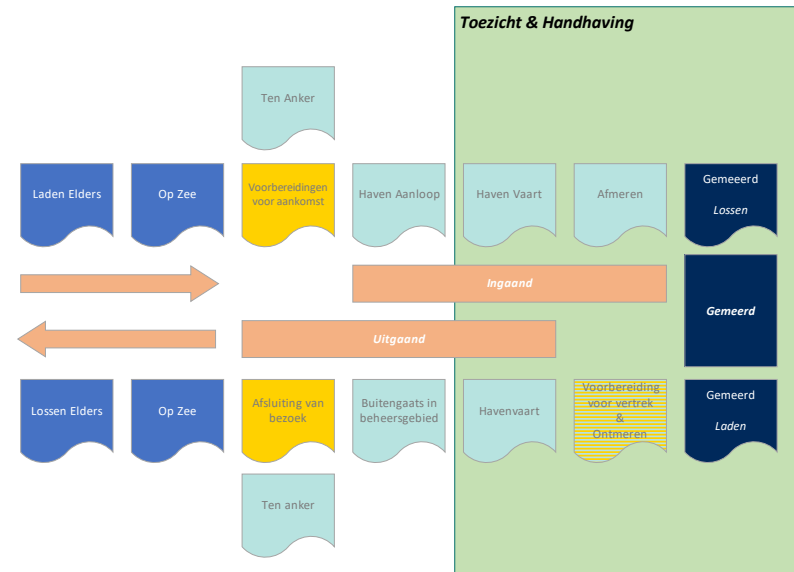 Toezicht & Handhaving
Ten Anker
Laden Elders
Op Zee
Voorbereidingen
voor aankomst
Haven Aanloop
Haven Vaart
Afmeren
Gemeeerd
Lossen
Ingaand
Gemeerd
Uitgaand
Lossen Elders
Op Zee
Afsluiting van
bezoek
Buitengaats in
beheersgebied
Havenvaart
Voorbereiding
voor vertrek
&
Ontmeren
Gemeerd
Laden
Ten anker